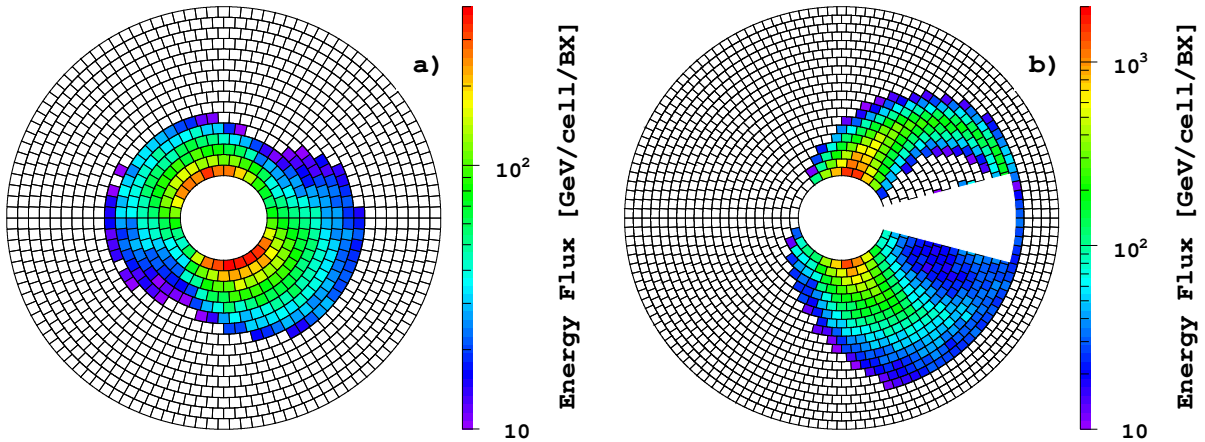 a)
10²
10
Energy Flux [GeV/cell/BX]
b)
10³
10²
10
Energy Flux [GeV/cell/BX]